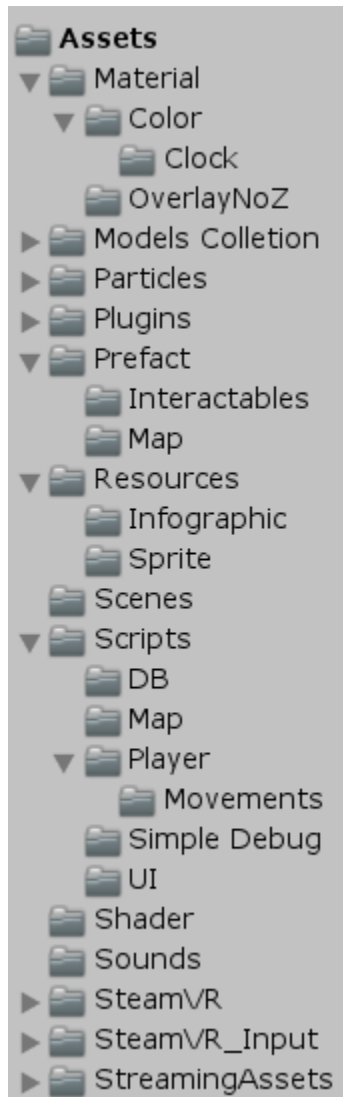 Assets
Material
Color
Clock
OverlayNoZ
Models Colletion
Particles
Plugins
Prefact
Interactables
Map
Resources
Infographic
Sprite
Scenes
Scripts
DB
Map
Player
Movements
Simple Debug
UI
Shader
Sounds
SteamVR
SteamVR_Input
StreamingAssets